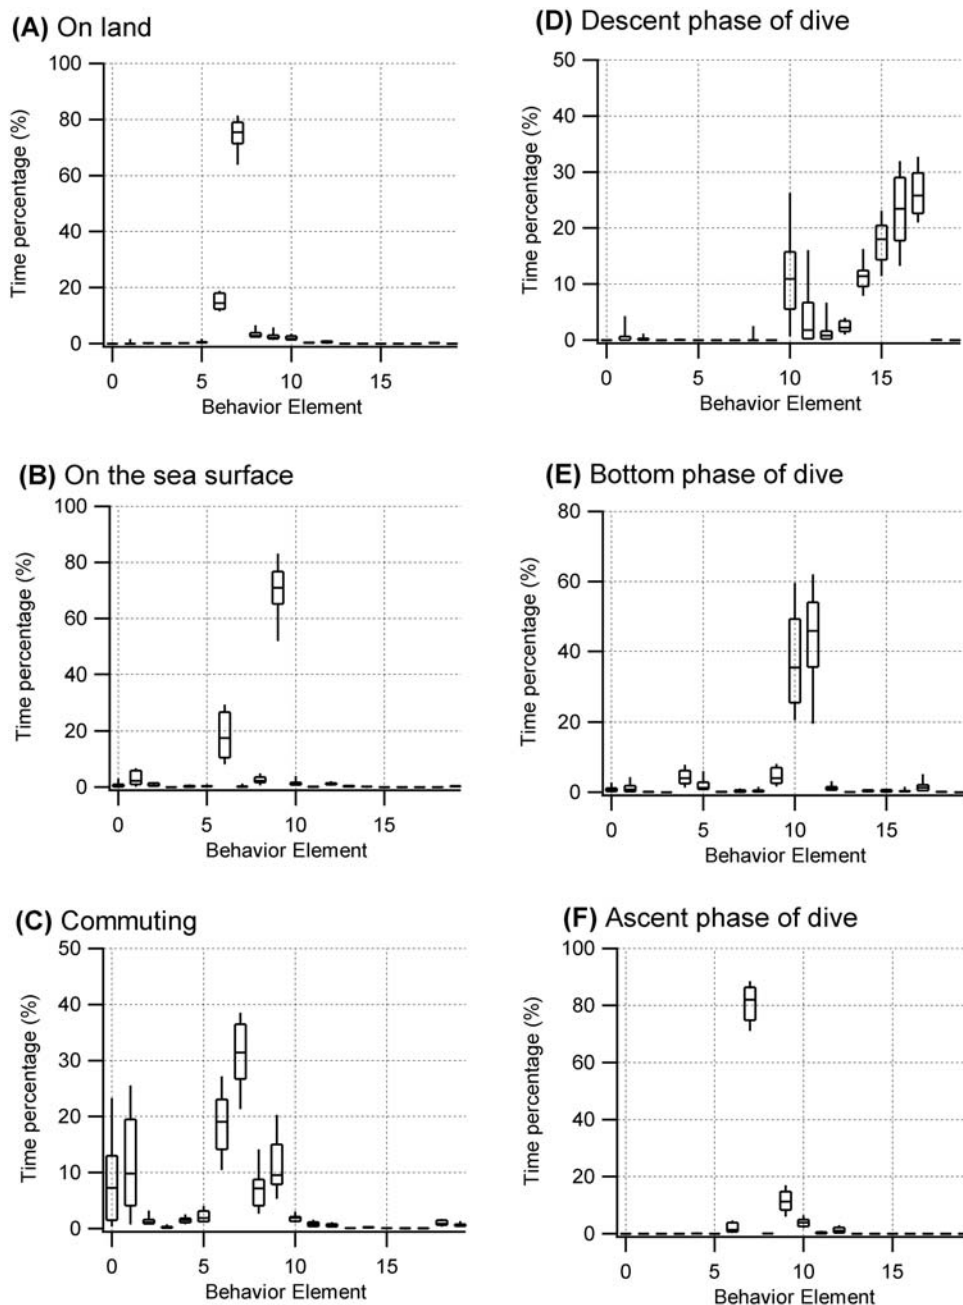 (A) On land
Time percentage (%)
100
80
60
40
20
0
0 5 10 15
Behavior Element
(B) On the sea surface
Time percentage (%)
100
80
60
40
20
0
0 5 10 15
Behavior Element
(C) Commuting
Time percentage (%)
50
40
30
20
10
0
0 5 10 15
Behavior Element
(D) Descent phase of dive
Time percentage (%)
50
40
30
20
10
0
0 5 10 15
Behavior Element
(E) Bottom phase of dive
Time percentage (%)
80
60
40
20
0
0 5 10 15
Behavior Element
(F) Ascent phase of dive
Time percentage (%)
100
80
60
40
20
0
0 5 10 15
Behavior Element